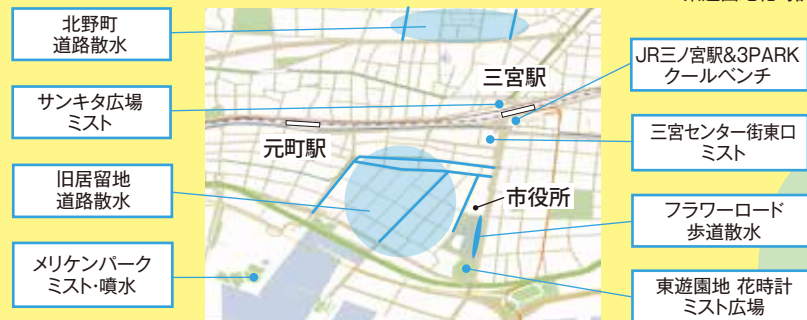 北野町
道路散水
サンキタ広場
ミスト
旧居留地
道路散水
メリケンパーク
ミスト・噴水
三宮駅
元町駅
市役所
JR三ノ宮駅&3PARK
クールベンチ
三宮センター街東口
ミスト
フラワーロード
歩道散水
東遊園地 花時計
ミスト広場